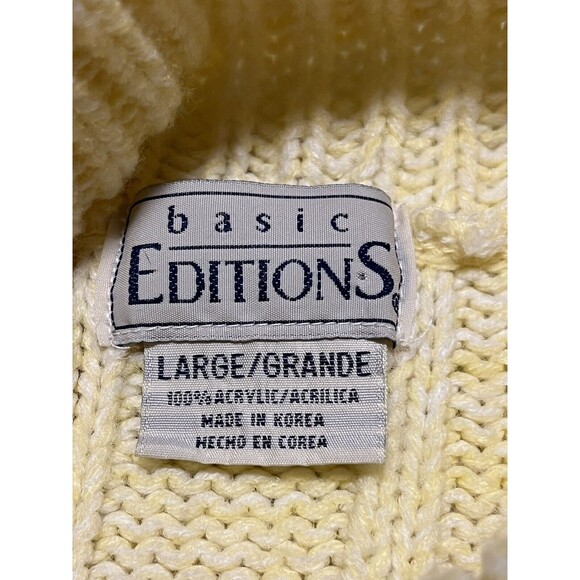 basic
EDITIONS
LARGE/GRANDE
100% ACRYLIC/ACRILICA
MADE IN KOREA
HECHO EN COREA